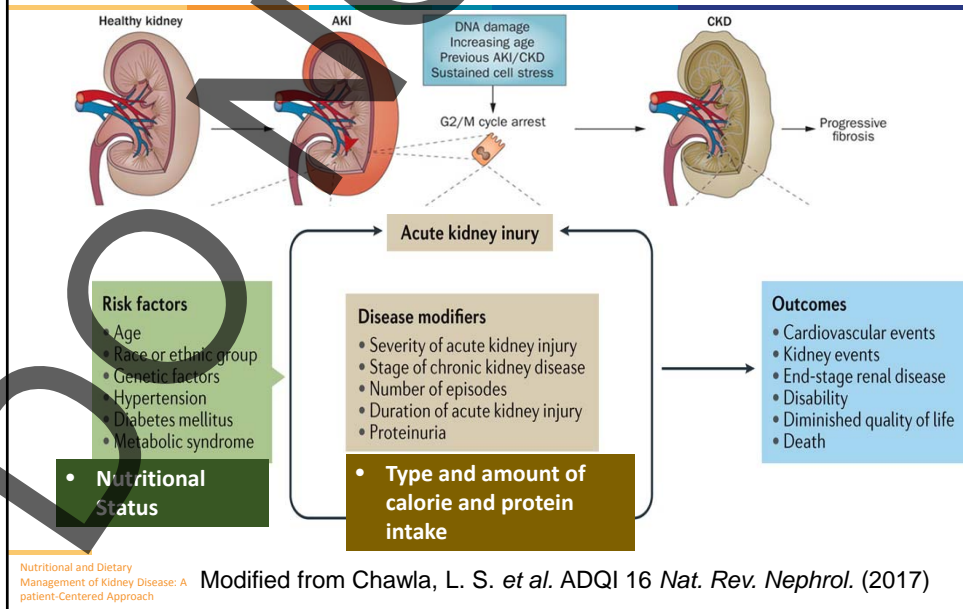 Healthy kidney
AKI
DNA damage
Increasing age
Previous AKI/CKD
Sustained cell stress
CKD
G2/M cycle arrest
Progressive
fibrosis
Acute kidney inury
Risk factors
• Age
• Race or ethnic group
• Genetic factors
• Hypertension
• Diabetes mellitus
• Metabolic syndrome
• Nutritional
Status
Disease modifiers
• Severity of acute kidney injury
• Stage of chronic kidney disease
• Number of episodes
• Duration of acute kidney injury
• Proteinuria
• Type and amount of
calorie and protein
intake
Outcomes
• Cardiovascular events
• Kidney events
• End-stage renal disease
• Disability
• Diminished quality of life
• Death
Nutritional and Dietary
Management of Kidney Disease: A
patient-Centered Approach
Modified from Chawla, L. S. et al. ADQI 16 Nat. Rev. Nephrol. (2017)